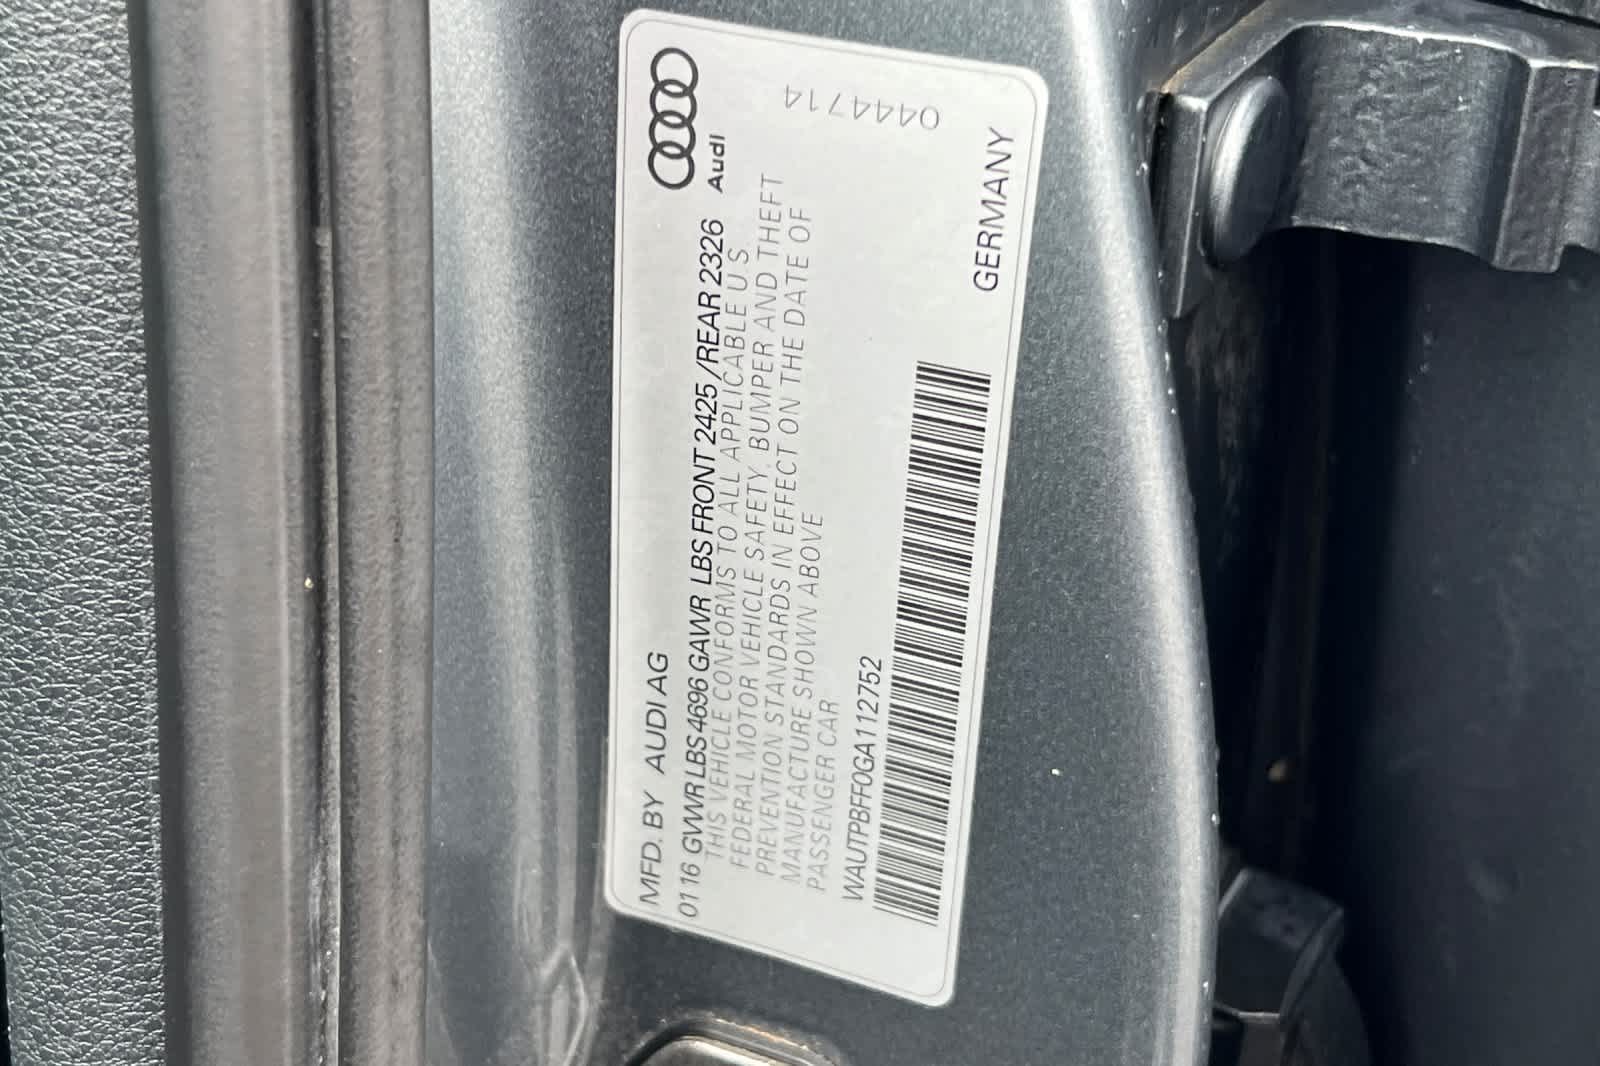 Audi
MFD. BY AUDI AG
01 16 GVWR LBS 4696 GAWR LBS FRONT 2425 /REAR 2326
THIS VEHICLE CONFORMS TO ALL APPLICABLE U S
FEDERAL MOTOR VEHICLE SAFETY, BUMPER AND THEFT
PREVENTION STANDARDS IN EFFECT ON THE DATE OF
MANUFACTURE SHOWN ABOVE
PASSENGER CAR
WAUTPBFF0GA112752
GERMANY
0444714